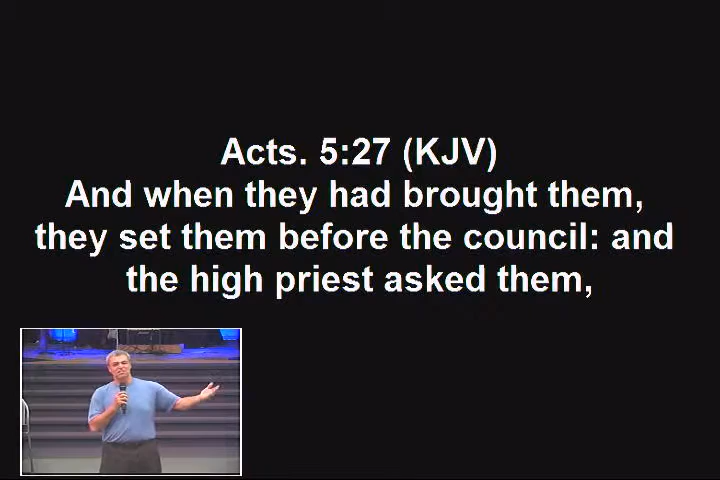 Acts. 5:27 (KJV)
And when they had brought them,
they set them before the council: and
the high priest asked them,